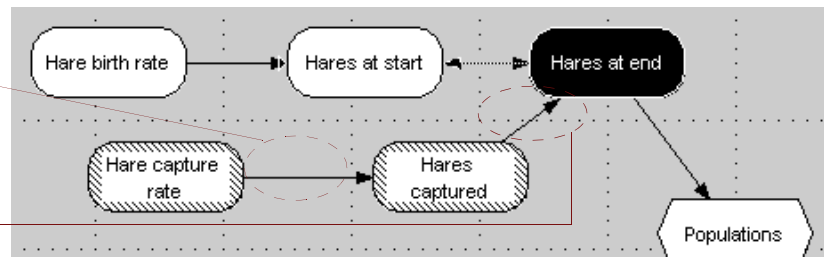 Hare birth rate
Hares at start
Hares at end
Hare capture
rate
Hares
captured
Populations